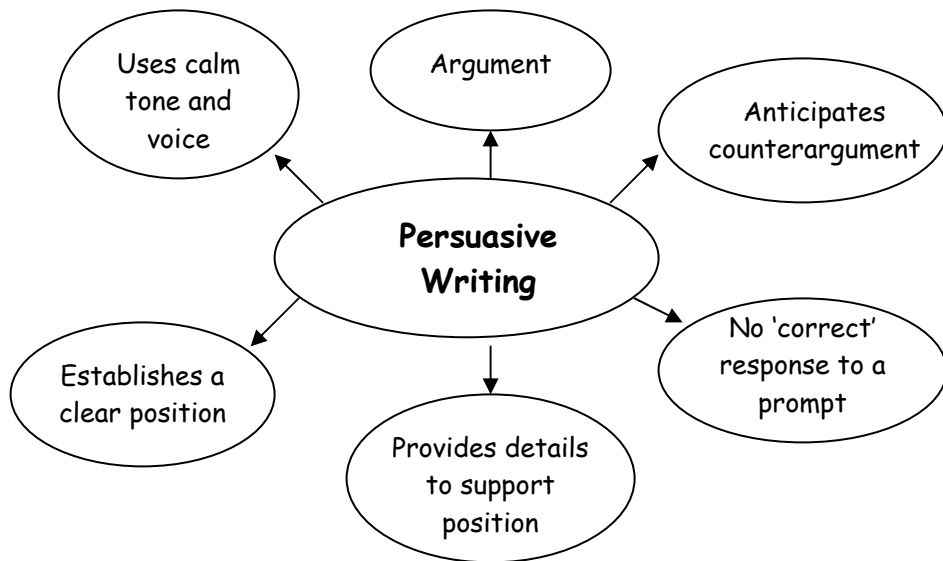 Uses calm
tone and
voice
Argument
Anticipates
counterargument
Persuasive
Writing
Establishes a
clear position
Provides details
to support
position
No ‘correct’
response to a
prompt